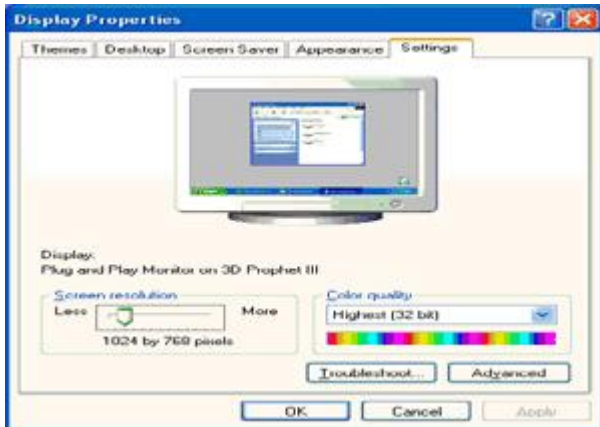 Display Properties
Themes Desktop Screen Saver Appearance Settings
Display:
Plug and Play Monitor on 3D Prophet III
Screen resolution
Less More
1024 by 768 pixels
Color quality
Highest (32 bit)
Troubleshoot... Advanced
OK Cancel Apply